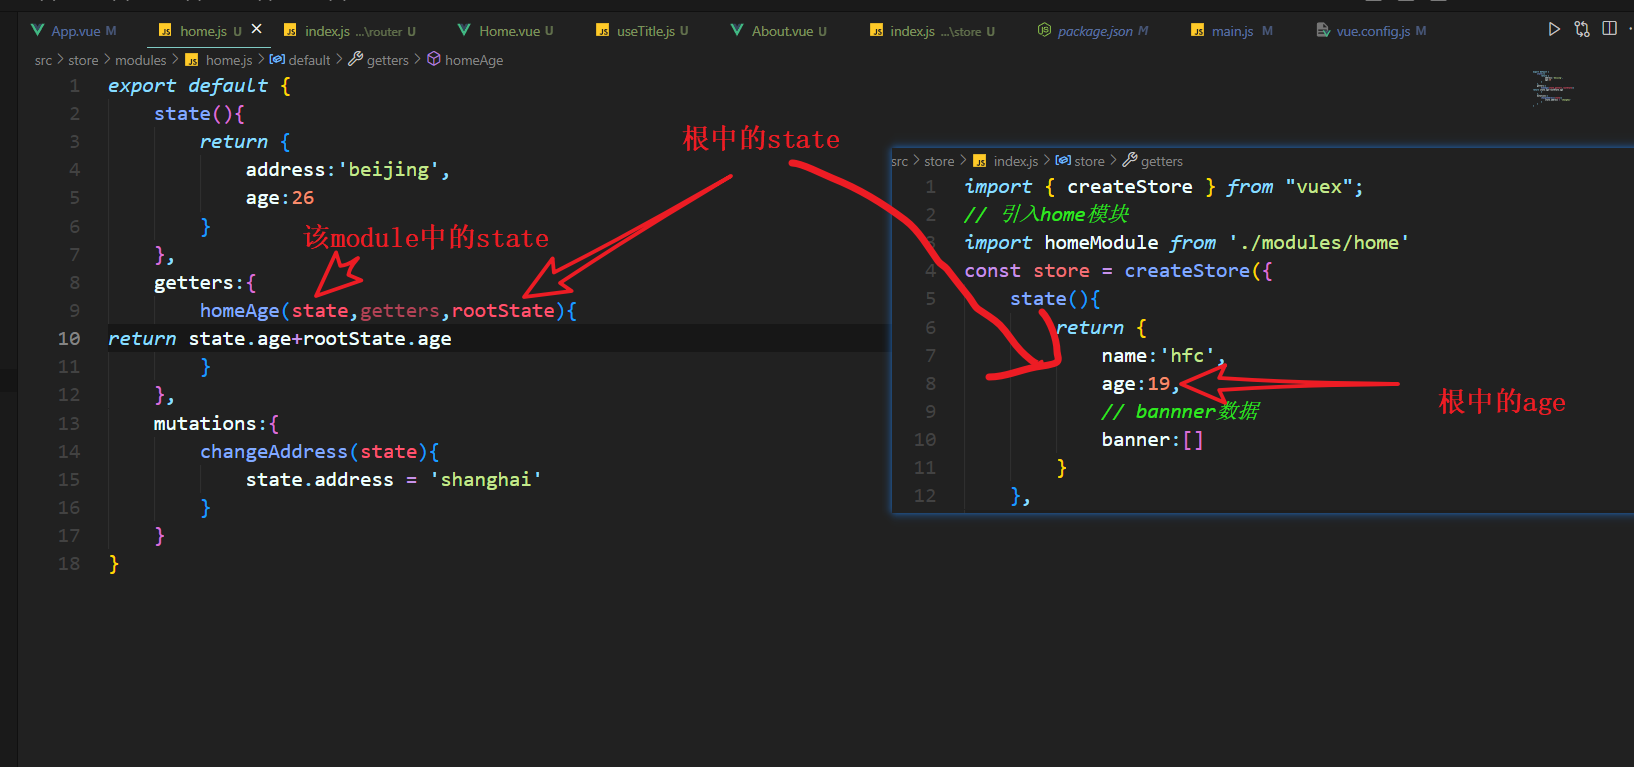 App.vue M home.js U index.js ...\router U Home.vue U useTitle.js U About.vue U index.js ...\store U package.json M main.js M vue.config.js M
src > store > modules > home.js > default > getters > homeAge
1 export default {
2 state(){
3 return {
4 address:'beijing',
5 age:26
6 }
7 },
8 getters:{
9 homeAge(state,getters,rootState){
10 return state.age+rootState.age
11 }
12 },
13 mutations:{
14 changeAddress(state){
15 state.address = 'shanghai'
16 }
17 }
18 }
该module中的state
根中的state
src > store > index.js > store > getters
1 import { createStore } from "vuex";
2 // 引入home模块
3 import homeModule from './modules/home'
4 const store = createStore({
5 state(){
6 return {
7 name:'hfc',
8 age:19,
9 // bannner数据
10 banner:[]
11 }
12 },
根中的age